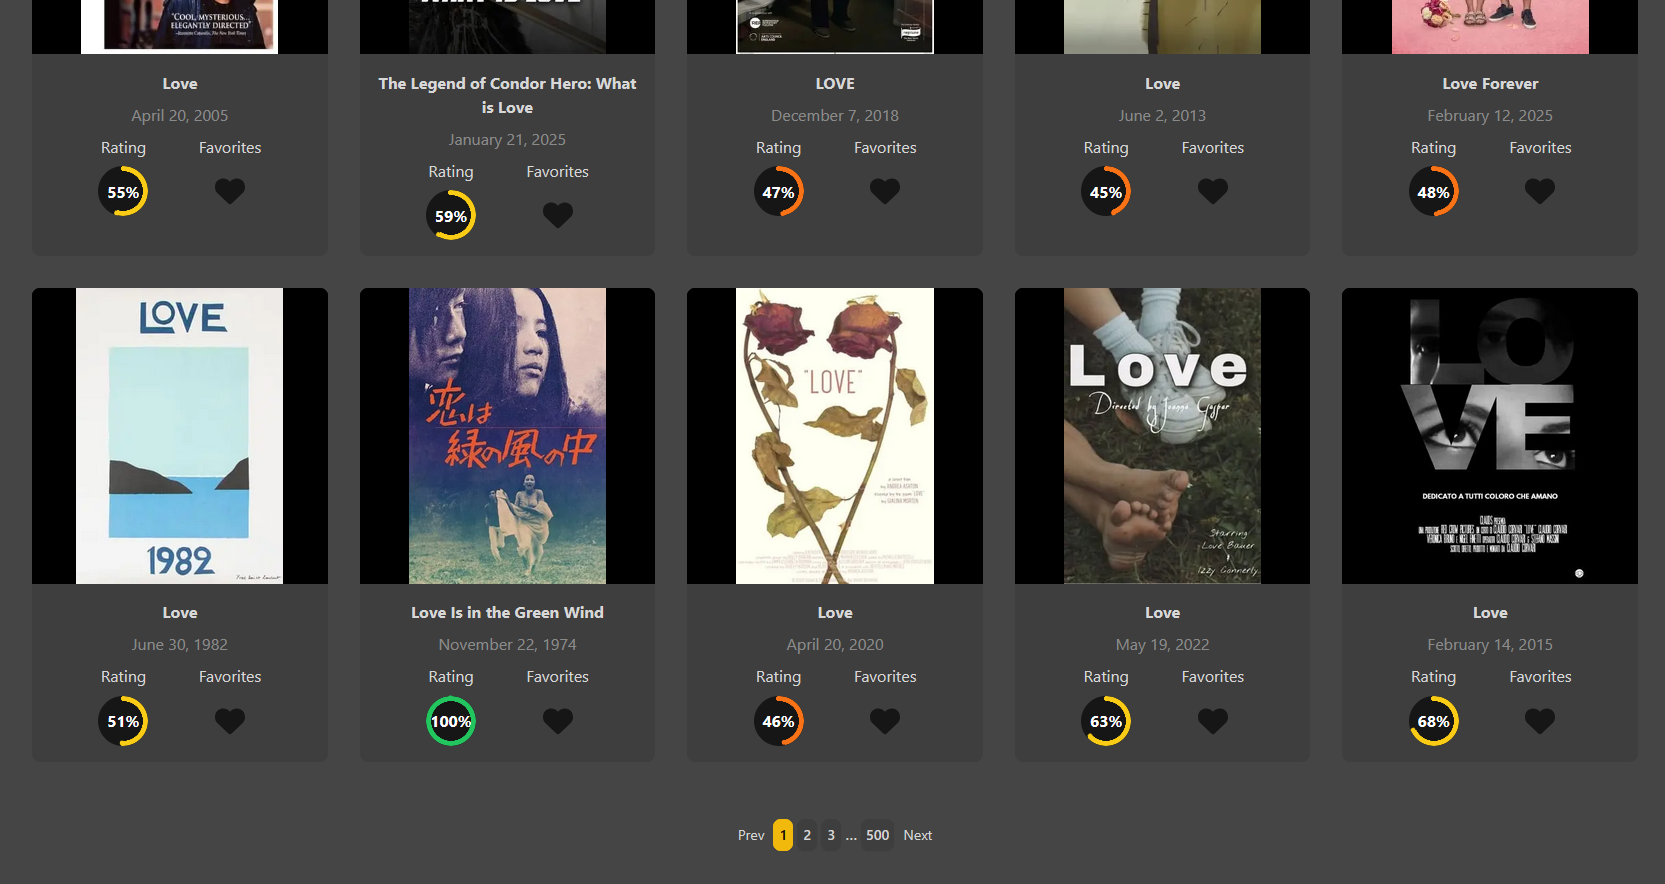 "COOL, MYSTERIOUS...
ELEGANTLY DIRECTED"
WHAT IS LOVE
Love
April 20, 2005
Rating Favorites
55%
The Legend of Condor Hero: What
is Love
January 21, 2025
Rating Favorites
59%
LOVE
December 7, 2018
Rating Favorites
47%
Love
June 2, 2013
Rating Favorites
45%
Love Forever
February 12, 2025
Rating Favorites
48%
LOVE
1982
Love
June 30, 1982
Rating Favorites
51%
恋は
緑の風の中
Love Is in the Green Wind
November 22, 1974
Rating Favorites
100%
"LOVE"
Love
April 20, 2020
Rating Favorites
46%
Love
Directed by Joanna Gaspar
Starring
Love Bauer
Izzy Connerly
Love
May 19, 2022
Rating Favorites
63%
LO
VE
DEDICATO A TUTTI COLORO CHE AMANO
Love
February 14, 2015
Rating Favorites
68%
Prev 1 2 3 ... 500 Next